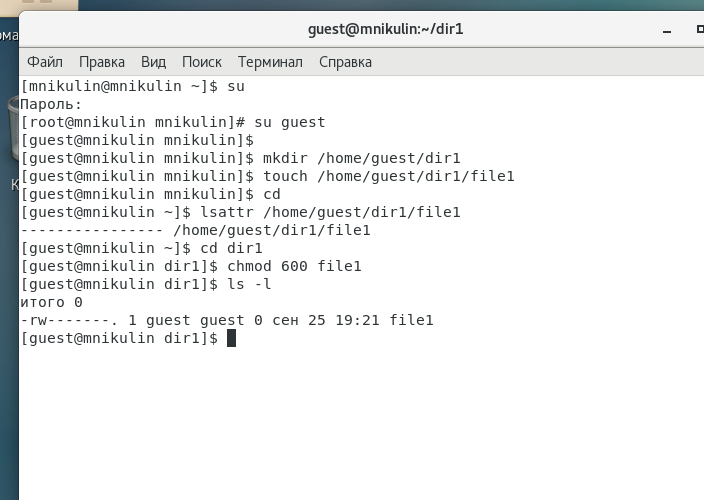 guest@mnikulin:~/dir1
Файл Правка Вид Поиск Терминал Справка
[mnikulin@mnikulin ~]$ su
Пароль:
[root@mnikulin mnikulin]# su guest
[guest@mnikulin mnikulin]$
[guest@mnikulin mnikulin]$ mkdir /home/guest/dir1
[guest@mnikulin mnikulin]$ touch /home/guest/dir1/file1
[guest@mnikulin mnikulin]$ cd
[guest@mnikulin ~]$ lsattr /home/guest/dir1/file1
---------------- /home/guest/dir1/file1
[guest@mnikulin ~]$ cd dir1
[guest@mnikulin dir1]$ chmod 600 file1
[guest@mnikulin dir1]$ ls -l
итого 0
-rw-------. 1 guest guest 0 сен 25 19:21 file1
[guest@mnikulin dir1]$